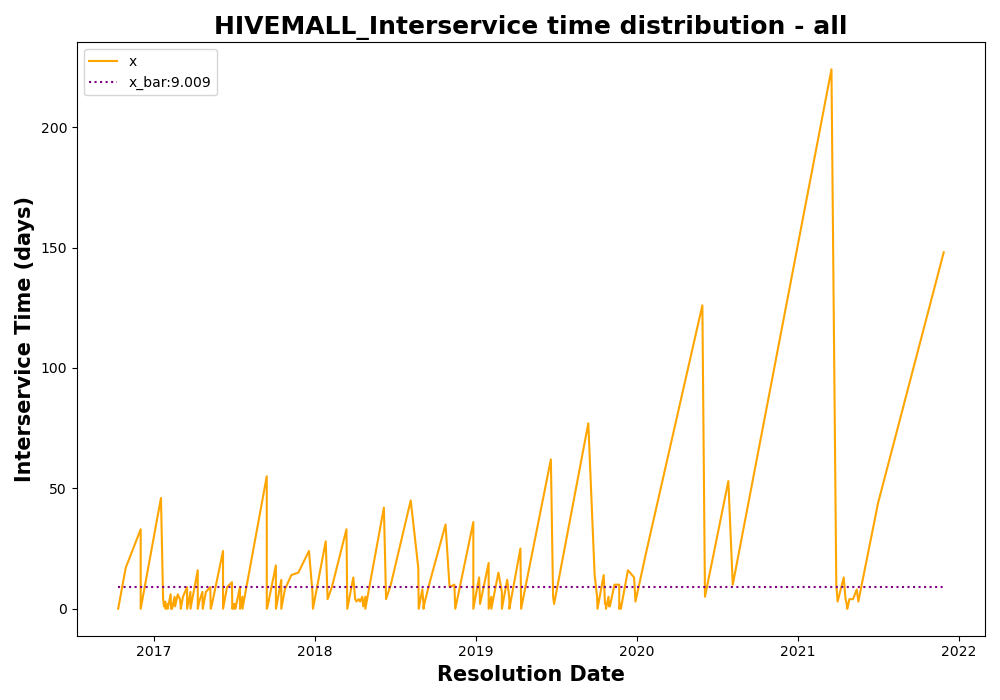 HIVEMALL_Interservice time distribution - all
x
x_bar:9.009
Interservice Time (days)
200
150
100
50
0
2017 2018 2019 2020 2021 2022
Resolution Date